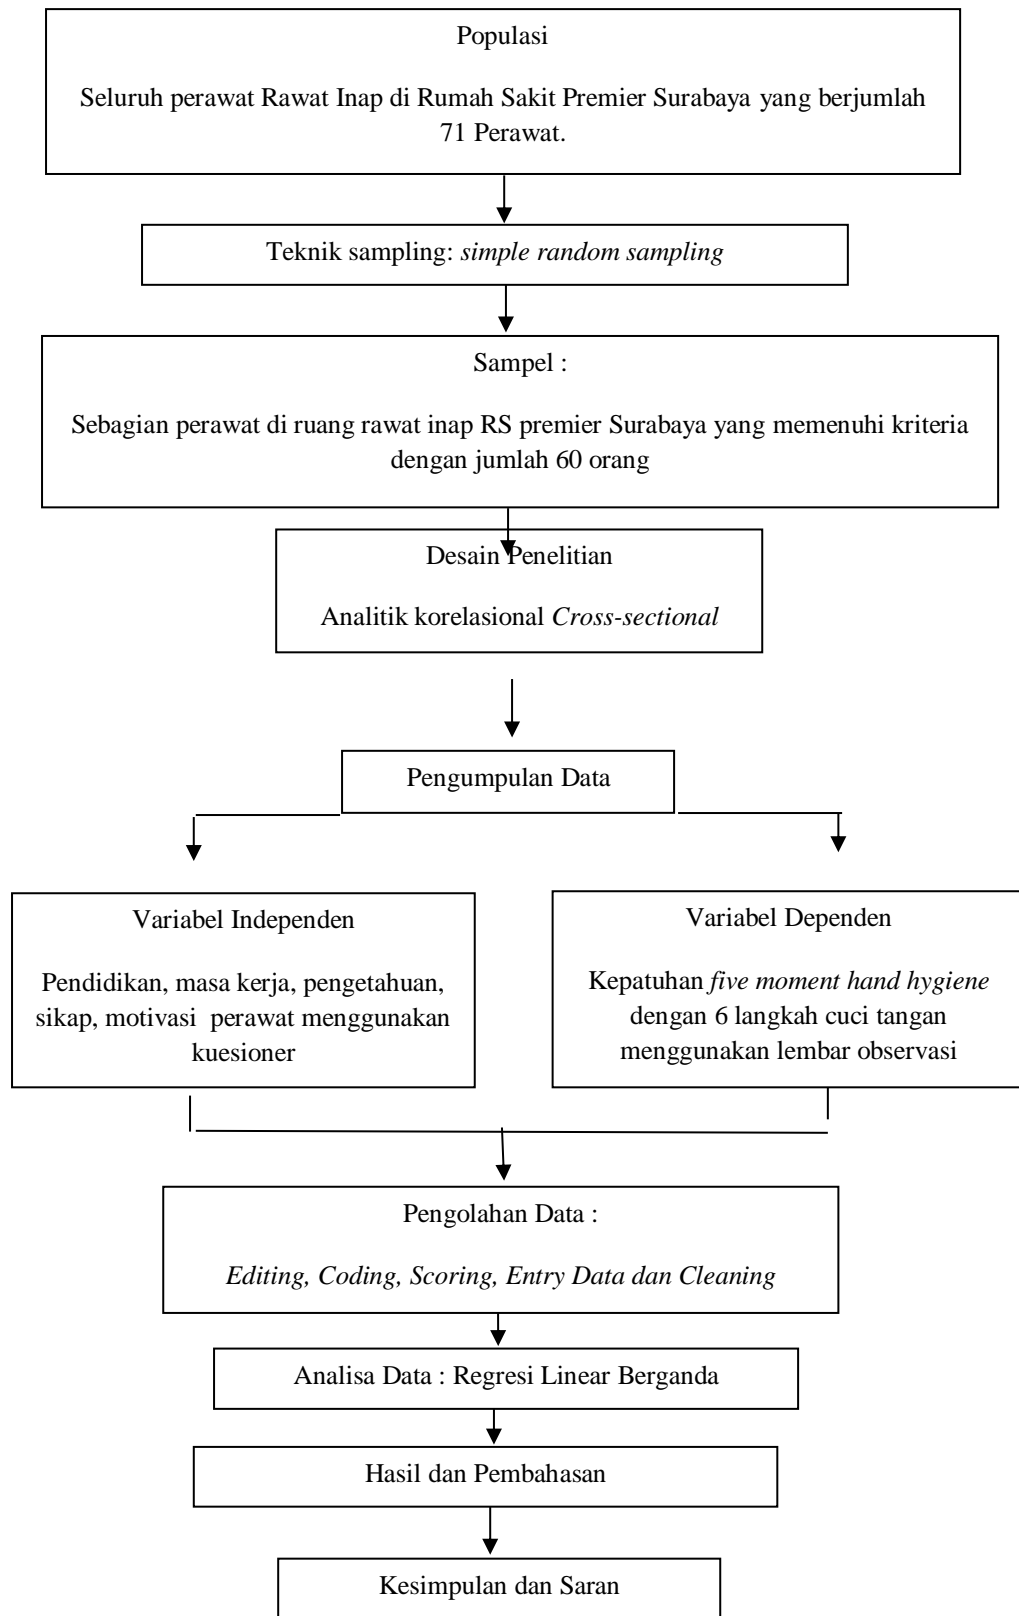 Populasi
Seluruh perawat Rawat Inap di Rumah Sakit Premier Surabaya yang berjumlah
71 Perawat.
Teknik sampling: simple random sampling
Sampel :
Sebagian perawat di ruang rawat inap RS premier Surabaya yang memenuhi kriteria
dengan jumlah 60 orang
Desain Penelitian
Analitik korelasional Cross-sectional
Pengumpulan Data
Variabel Independen
Pendidikan, masa kerja, pengetahuan,
sikap, motivasi perawat menggunakan
kuesioner
Variabel Dependen
Kepatuhan five moment hand hygiene
dengan 6 langkah cuci tangan
menggunakan lembar observasi
Pengolahan Data :
Editing, Coding, Scoring, Entry Data dan Cleaning
Analisa Data : Regresi Linear Berganda
Hasil dan Pembahasan
Kesimpulan dan Saran